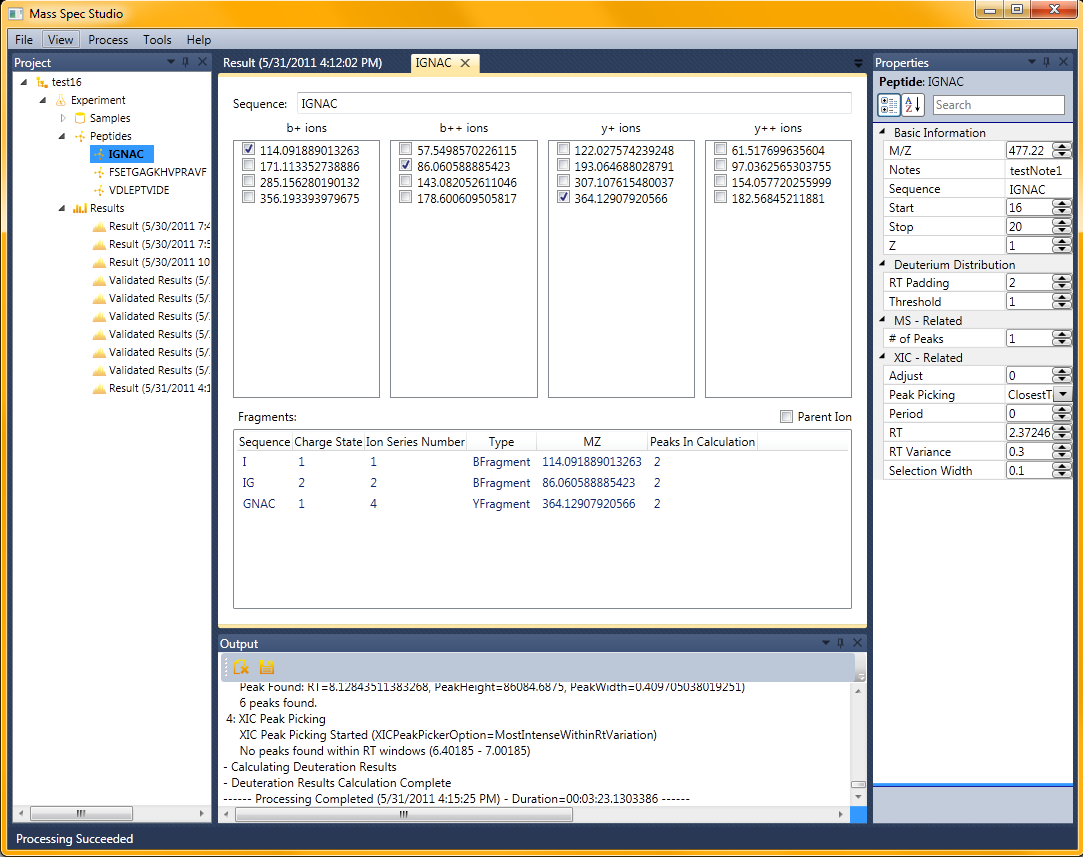 Mass Spec Studio
File View Process Tools Help
Project
test16
Experiment
Samples
Peptides
IGNAC
FSETGAGKHVPRAVF
VDLEPTVIDE
Results
Result (5/30/2011 7:4
Result (5/30/2011 7:5
Result (5/30/2011 10
Validated Results (5/
Validated Results (5/
Validated Results (5/
Validated Results (5/
Validated Results (5/
Validated Results (5/
Result (5/31/2011 4:1
Result (5/31/2011 4:12:02 PM) IGNAC
Sequence: IGNAC
b+ ions b++ ions y+ ions y++ ions
114.091889013263 57.5498570226115 122.027574239248 61.517699635604
171.113352738886 86.060588885423 193.064688028791 97.0362565303755
285.156280190132 143.082052611046 307.107615480037 154.057720255999
356.193393979675 178.600609505817 364.12907920566 182.56845211881
Fragments: Parent Ion
Sequence Charge State Ion Series Number Type MZ Peaks In Calculation
I 1 1 BFragment 114.091889013263 2
IG 2 2 BFragment 86.060588885423 2
GNAC 1 4 YFragment 364.12907920566 2
Output
Peak Found: RT=8.12843511383268, PeakHeight=86084.6875, PeakWidth=0.409705038019251)
6 peaks found.
4: XIC Peak Picking
XIC Peak Picking Started (XICPeakPickerOption=MostIntenseWithinRtVariation)
No peaks found within RT windows (6.40185 - 7.00185)
- Calculating Deuteration Results
- Deuteration Results Calculation Complete
------ Processing Completed (5/31/2011 4:15:25 PM) - Duration=00:03:23.1303386 ------
Properties
Peptide: IGNAC
Search
Basic Information
M/Z 477.22
Notes testNote1
Sequence IGNAC
Start 16
Stop 20
Z 1
Deuterium Distribution
RT Padding 2
Threshold 1
MS - Related
# of Peaks 1
XIC - Related
Adjust 0
Peak Picking ClosestT
Period 0
RT 2.37246
RT Variance 0.3
Selection Width 0.1
Processing Succeeded